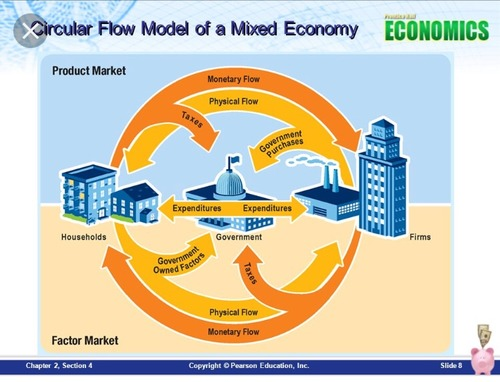 Circular Flow Model of a Mixed Economy
Prentice Hall
ECONOMICS
Product Market
Monetary Flow
Physical Flow
Taxes
Government
Purchases
Expenditures
Expenditures
Households
Government
Firms
Government
Owned Factors
Taxes
Physical Flow
Monetary Flow
Factor Market
Chapter 2, Section 4
Copyright © Pearson Education, Inc.
Slide 8